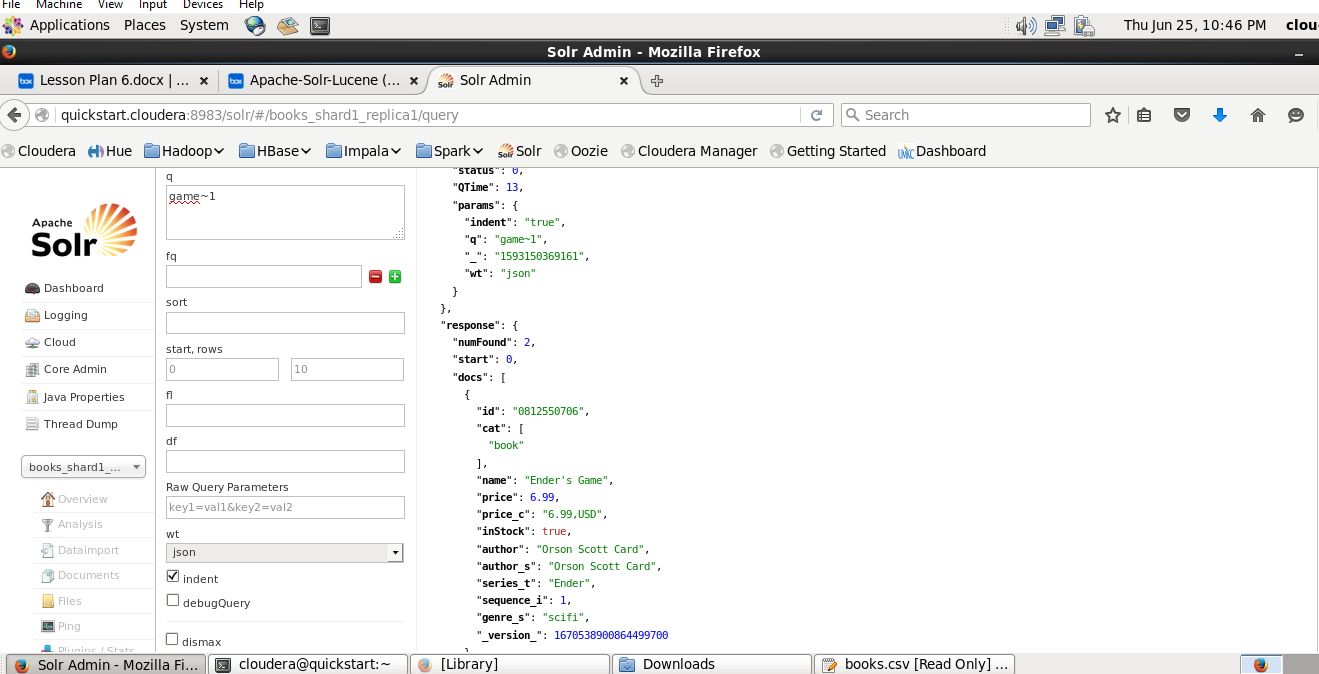 File Machine View Input Devices Help
Applications Places System Thu Jun 25, 10:46 PM clou
Solr Admin - Mozilla Firefox
box Lesson Plan 6.docx | ... box Apache-Solr-Lucene (... Solr Solr Admin
quickstart.cloudera:8983/solr/#/books_shard1_replica1/query Search
Cloudera Hue Hadoop HBase Impala Spark Solr Solr Oozie Cloudera Manager Getting Started UMKC Dashboard
Apache
Solr
Dashboard
Logging
Cloud
Core Admin
Java Properties
Thread Dump
books_shard1_...
Overview
Analysis
Dataimport
Documents
Files
Ping
Plugins / Stats
q
game~1
fq
sort
start, rows
0 10
fl
df
Raw Query Parameters
key1=val1&key2=val2
wt
json
indent
debugQuery
dismax
"status": 0,
"QTime": 13,
"params": {
"indent": "true",
"q": "game~1",
"_": "1593150369161",
"wt": "json"
}
},
"response": {
"numFound": 2,
"start": 0,
"docs": [
{
"id": "0812550706",
"cat": [
"book"
],
"name": "Ender's Game",
"price": 6.99,
"price_c": "6.99,USD",
"inStock": true,
"author": "Orson Scott Card",
"author_s": "Orson Scott Card",
"series_t": "Ender",
"sequence_i": 1,
"genre_s": "scifi",
"_version_": 1670538900864499700
Solr Admin - Mozilla Fi... cloudera@quickstart:~ [Library] Downloads books.csv [Read Only] ...